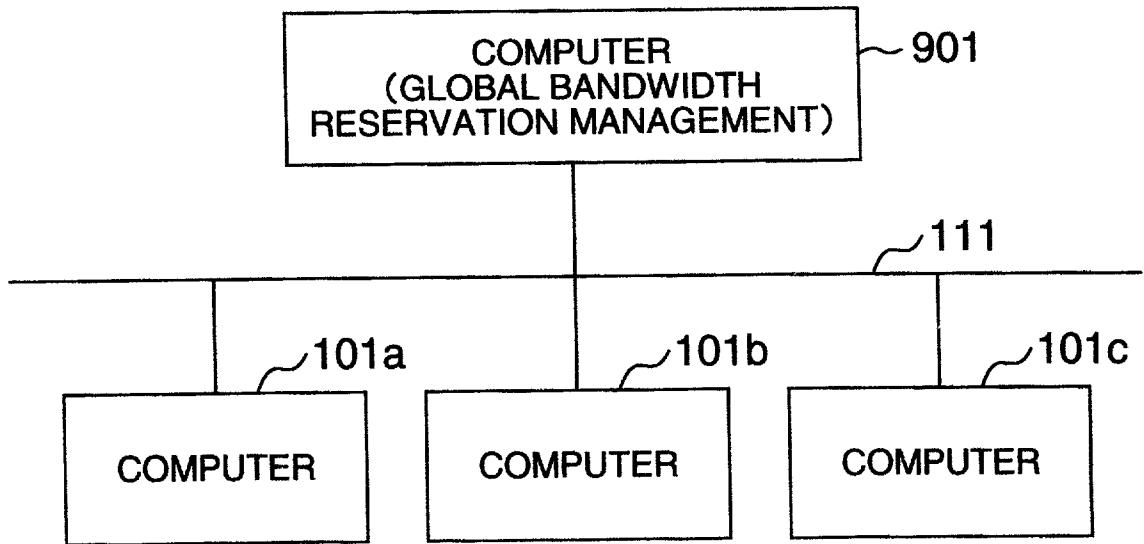 COMPUTER
(GLOBAL BANDWIDTH
RESERVATION MANAGEMENT)
901
111
101a
101b
101c
COMPUTER
COMPUTER
COMPUTER